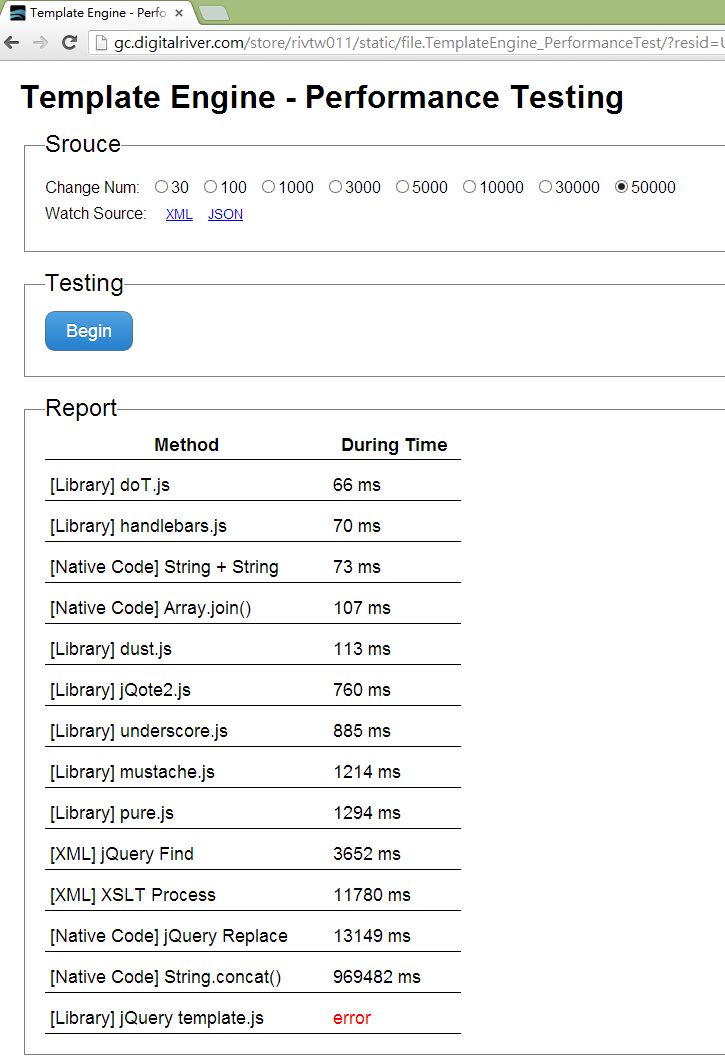 Template Engine - Perfo
gc.digitalriver.com/store/rivtw011/static/file.TemplateEngine_PerformanceTest/?resid=
Template Engine - Performance Testing
Srouce
Change Num: 30 100 1000 3000 5000 10000 30000 50000
Watch Source: XML JSON
Testing
Begin
Report
Method During Time
[Library] doT.js 66 ms
[Library] handlebars.js 70 ms
[Native Code] String + String 73 ms
[Native Code] Array.join() 107 ms
[Library] dust.js 113 ms
[Library] jQote2.js 760 ms
[Library] underscore.js 885 ms
[Library] mustache.js 1214 ms
[Library] pure.js 1294 ms
[XML] jQuery Find 3652 ms
[XML] XSLT Process 11780 ms
[Native Code] jQuery Replace 13149 ms
[Native Code] String.concat() 969482 ms
[Library] jQuery template.js error